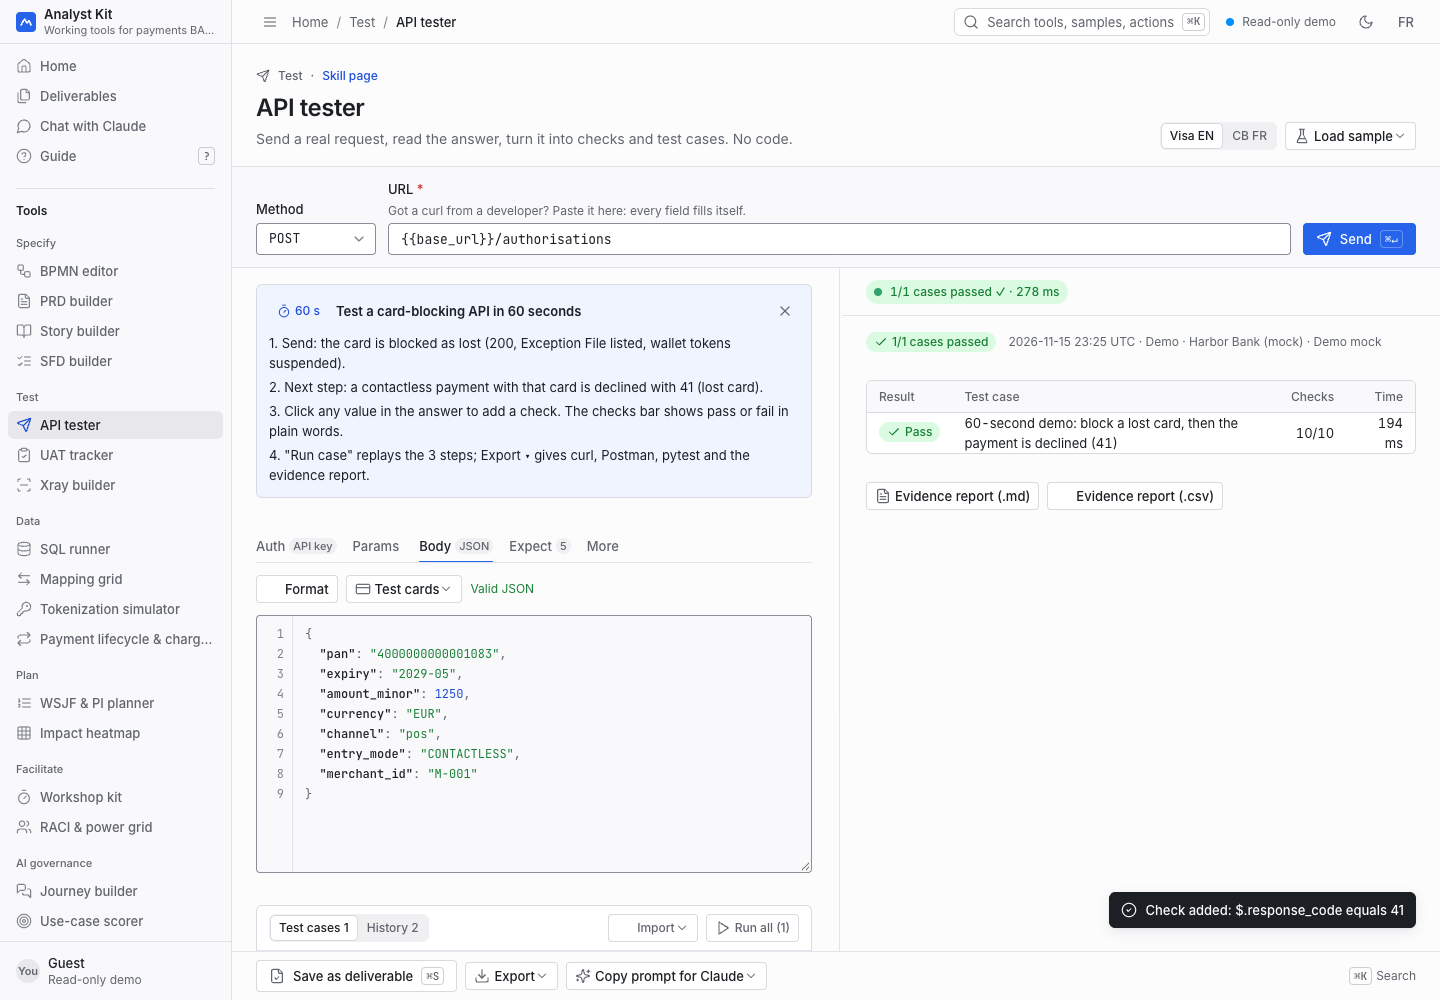 Analyst Kit
Working tools for payments BA...
Home
Deliverables
Chat with Claude
Guide
?
Tools
Specify
BPMN editor
PRD builder
Story builder
SFD builder
Test
API tester
UAT tracker
Xray builder
Data
SQL runner
Mapping grid
Tokenization simulator
Payment lifecycle & charg...
Plan
WSJF & PI planner
Impact heatmap
Facilitate
Workshop kit
RACI & power grid
AI governance
Journey builder
Use-case scorer
You
Guest
Read-only demo
Home / Test / API tester
Search tools, samples, actions ⌘K
Read-only demo
FR
Test · Skill page
API tester
Send a real request, read the answer, turn it into checks and test cases. No code.
Visa EN CB FR
Load sample
Method
POST
URL *
Got a curl from a developer? Paste it here: every field fills itself.
{{base_url}}/authorisations
Send ⌘↵
60 s Test a card-blocking API in 60 seconds
1. Send: the card is blocked as lost (200, Exception File listed, wallet tokens
suspended).
2. Next step: a contactless payment with that card is declined with 41 (lost card).
3. Click any value in the answer to add a check. The checks bar shows pass or fail in
plain words.
4. "Run case" replays the 3 steps; Export ▾ gives curl, Postman, pytest and the
evidence report.
Auth API key Params Body JSON Expect 5 More
Format
Test cards
Valid JSON
1 {
2 "pan": "4000000000001083",
3 "expiry": "2029-05",
4 "amount_minor": 1250,
5 "currency": "EUR",
6 "channel": "pos",
7 "entry_mode": "CONTACTLESS",
8 "merchant_id": "M-001"
9 }
Test cases 1 History 2
Import
Run all (1)
1/1 cases passed ✓ · 278 ms
1/1 cases passed
2026-11-15 23:25 UTC · Demo · Harbor Bank (mock) · Demo mock
Result Test case Checks Time
Pass
60-second demo: block a lost card, then the
payment is declined (41)
10/10
194
ms
Evidence report (.md)
Evidence report (.csv)
Check added: $.response_code equals 41
Save as deliverable ⌘S
Export
Copy prompt for Claude
⌘K Search